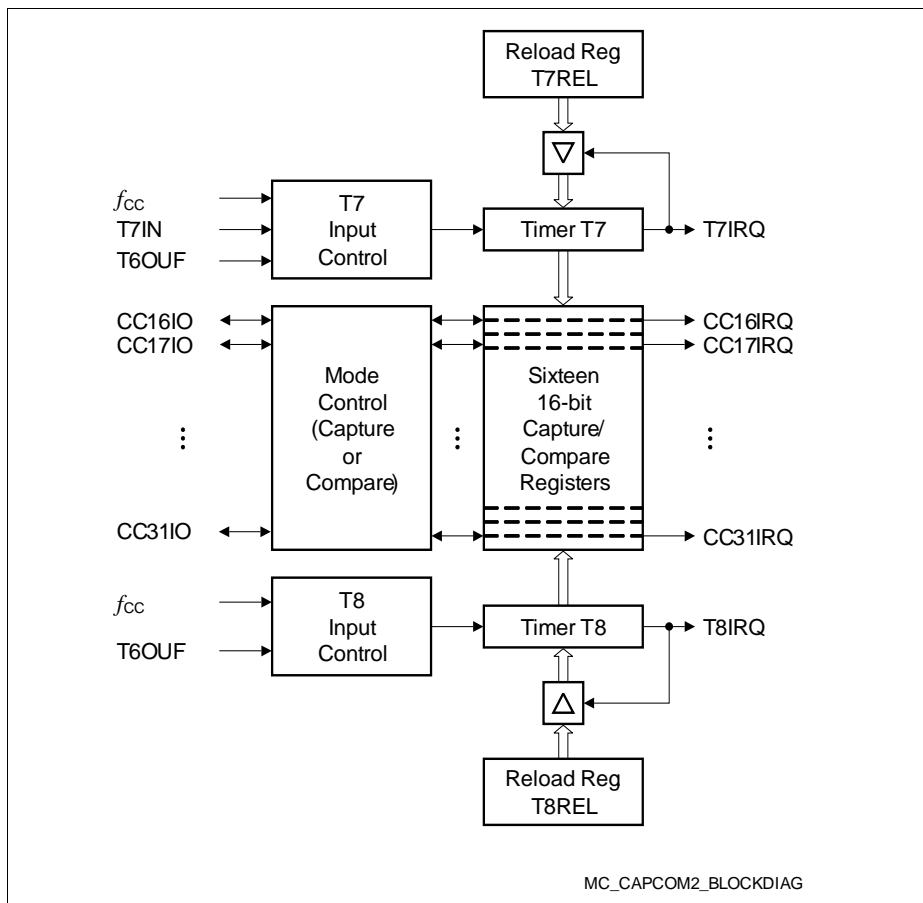 Reload Reg.
T7REL
fCC
T7IN
T6OUF
T7
Input
Control
Timer T7
T7IRQ
CC16IO
CC17IO
CC31IO
Mode
Control
(Capture
or
Compare)
Sixteen
16-bit
Capture/
Compare
Registers
CC16IRQ
CC17IRQ
CC31IRQ
fCC
T6OUF
T8
Input
Control
Timer T8
T8IRQ
Reload Reg.
T8REL
MC_CAPCOM2_BLOCKDIAG